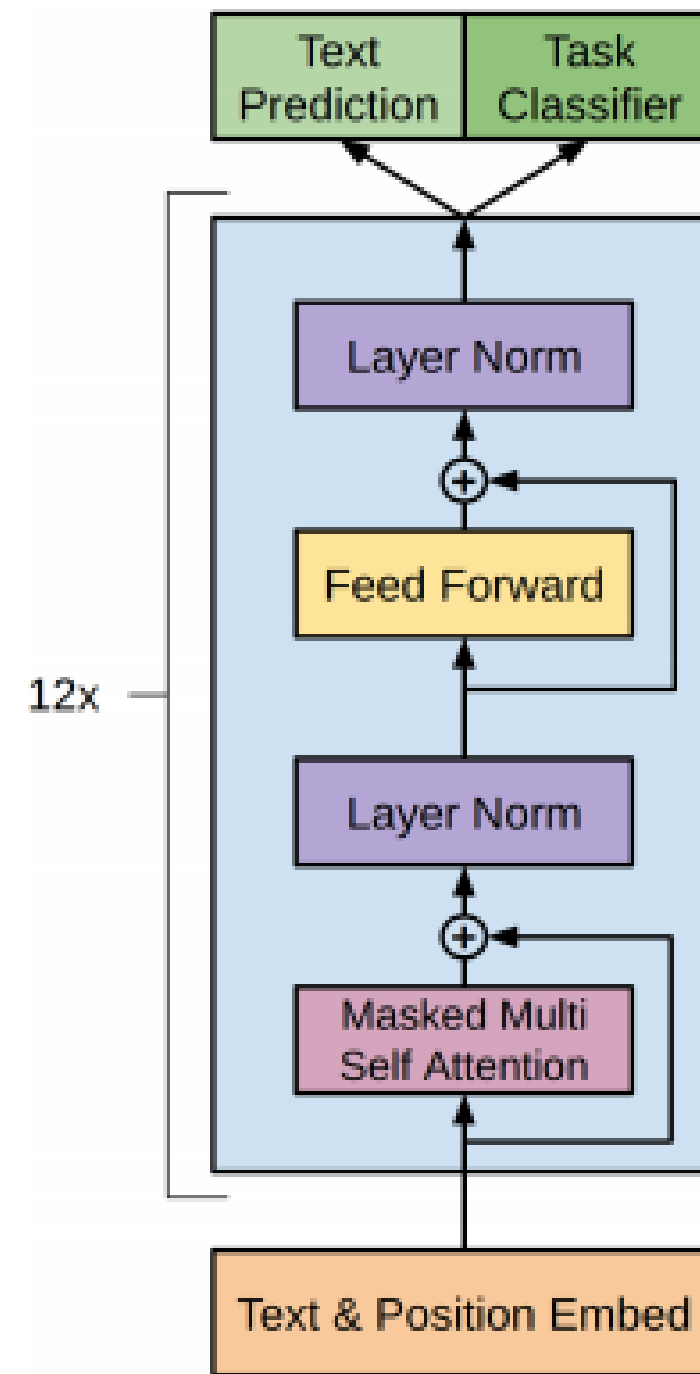 Text
Prediction
Task
Classifier
Layer Norm
Feed Forward
12x
Layer Norm
Masked Multi
Self Attention
Text & Position Embed